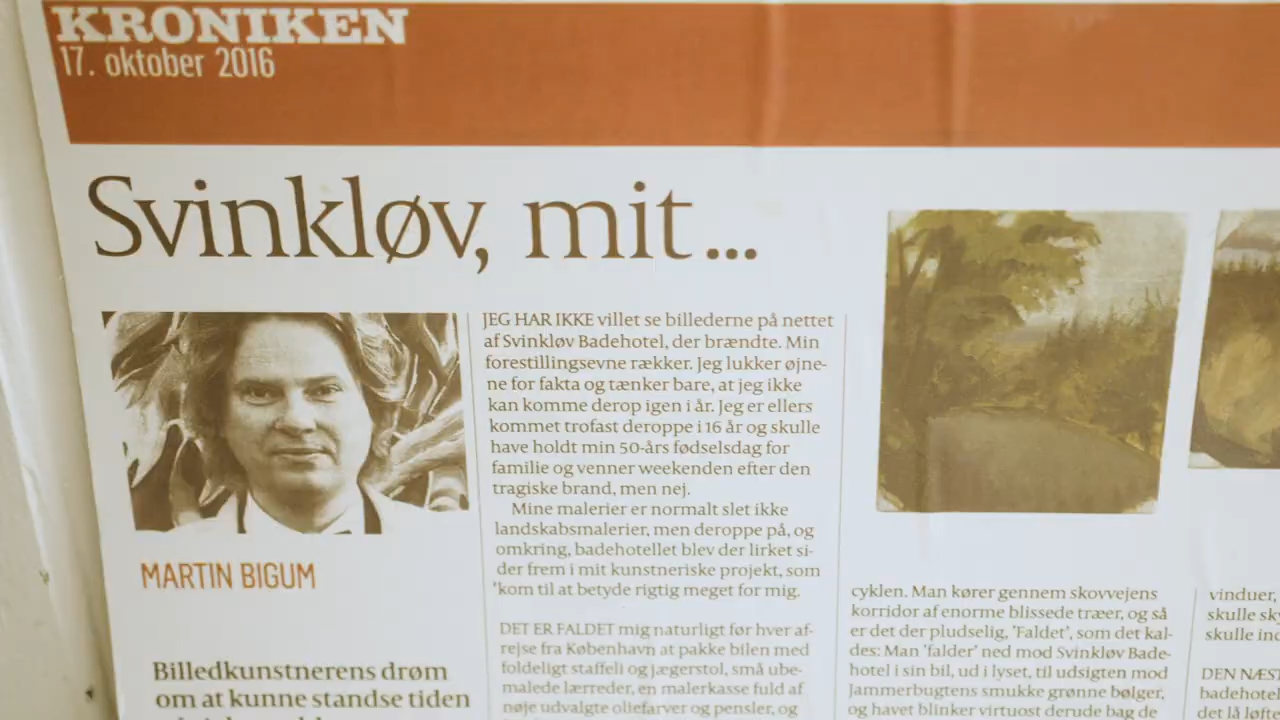 KRONIKEN
17. oktober 2016
Svinkløv, mit...
MARTIN BIGUM
Billedkunstnerens drøm
om at kunne standse tiden
JEG HAR IKKE villet se billederne på nettet
af Svinkløv Badehotel, der brændte. Min
forestillingsevne rækker. Jeg lukker øjne-
ne for fakta og tænker bare, at jeg ikke
kan komme derop igen i år. Jeg er ellers
kommet trofast deroppe i 16 år og skulle
have holdt min 50-års fødselsdag for
familie og venner weekenden efter den
tragiske brand, men nej.
Mine malerier er normalt slet ikke
landskabsmalerier, men deroppe på, og
omkring, badehotellet blev der lirket si-
der frem i mit kunstneriske projekt, som
'kom til at betyde rigtig meget for mig.
DET ER FALDET mig naturligt før hver af-
rejse fra København at pakke bilen med
foldeligt staffeli og jægerstol, små ube-
malede lærreder, en malerkasse fuld af
nøje udvalgte oliefarver og pensler, og
cyklen. Man kører gennem skovvejens
korridor af enorme blissede træer, og så
er det der pludselig, 'Faldet', som det kal-
des: Man 'falder' ned mod Svinkløv Bade-
hotel i sin bil, ud i lyset, til udsigten mod
Jammerbugtens smukke grønne bølger,
og havet blinker virtuost derude bag de
vinduer,
skulle sk
skulle in
DEN NÆST
badehotel
det lå løft